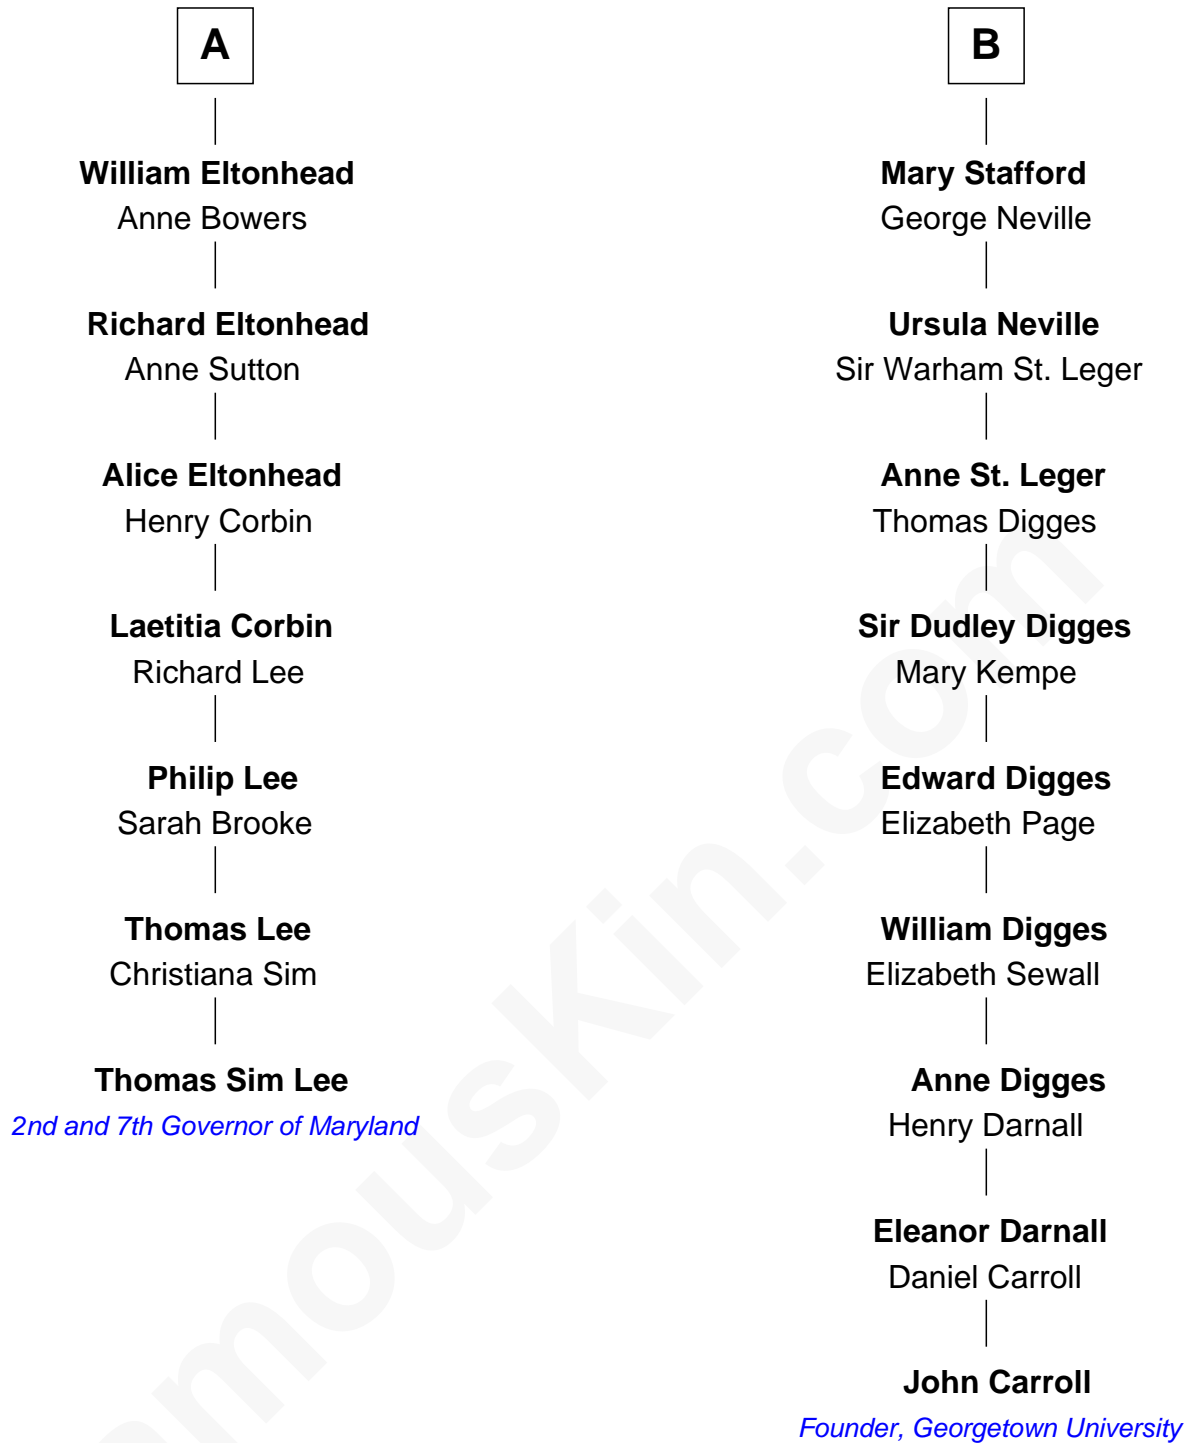 A
William Eltonhead
Anne Bowers
Richard Eltonhead
Anne Sutton
Alice Eltonhead
Henry Corbin
Laetitia Corbin
Richard Lee
Philip Lee
Sarah Brooke
Thomas Lee
Christiana Sim
Thomas Sim Lee
2nd and 7th Governor of Maryland
B
Mary Stafford
George Neville
Ursula Neville
Sir Warham St. Leger
Anne St. Leger
Thomas Digges
Sir Dudley Digges
Mary Kempe
Edward Digges
Elizabeth Page
William Digges
Elizabeth Sewall
Anne Digges
Henry Darnall
Eleanor Darnall
Daniel Carroll
John Carroll
Founder, Georgetown University
amousKin.com